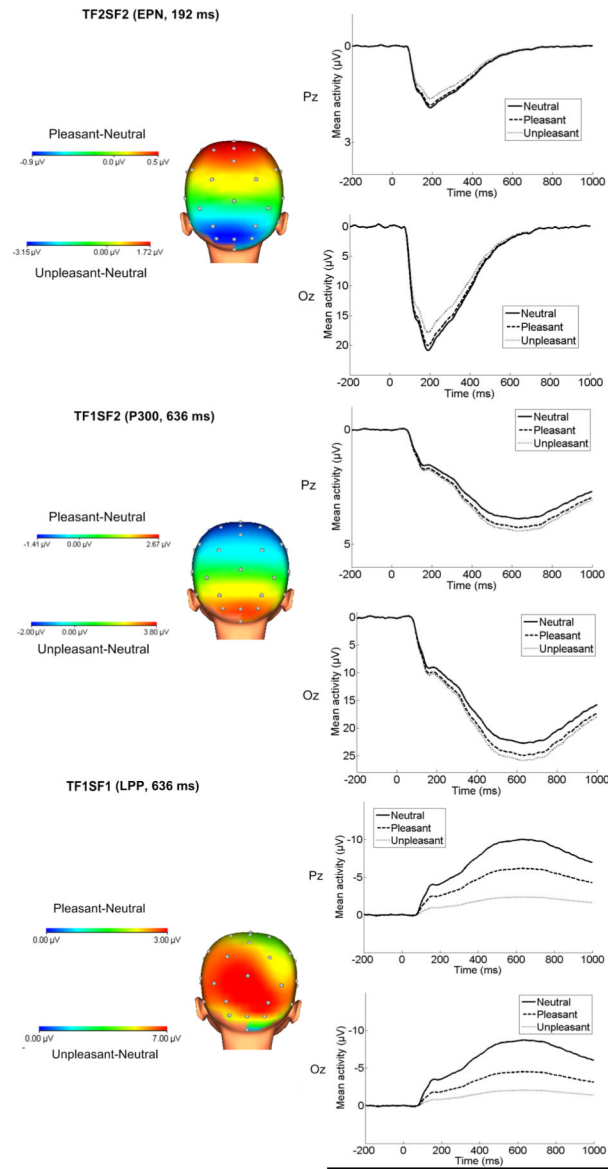 TF2SF2 (EPN, 192 ms)
Pleasant-Neutral
-0.9 µV 0.0 µV 0.5 µV
-3.15 µV 0.00 µV 1.72 µV
Unpleasant-Neutral
Pz
Mean activity (µV)
0
3
Neutral
Pleasant
Unpleasant
-200 0 200 400 600 800 1000
Time (ms)
Oz
Mean activity (µV)
0
5
10
15
20
Neutral
Pleasant
Unpleasant
-200 0 200 400 600 800 1000
Time (ms)
TF1SF2 (P300, 636 ms)
Pleasant-Neutral
-1.41 µV 0.00 µV 2.67 µV
-2.00 µV 0.00 µV 3.80 µV
Unpleasant-Neutral
Pz
Mean activity (µV)
0
5
Neutral
Pleasant
Unpleasant
-200 0 200 400 600 800 1000
Time (ms)
Oz
Mean activity (µV)
0
5
10
15
20
25
Neutral
Pleasant
Unpleasant
-200 0 200 400 600 800 1000
Time (ms)
TF1SF1 (LPP, 636 ms)
Pleasant-Neutral
0.00 µV 3.00 µV
0.00 µV 7.00 µV
Unpleasant-Neutral
Pz
Mean activity (µV)
-10
-5
0
Neutral
Pleasant
Unpleasant
-200 0 200 400 600 800 1000
Time (ms)
Oz
Mean activity (µV)
-10
-5
0
Neutral
Pleasant
Unpleasant
-200 0 200 400 600 800 1000
Time (ms)